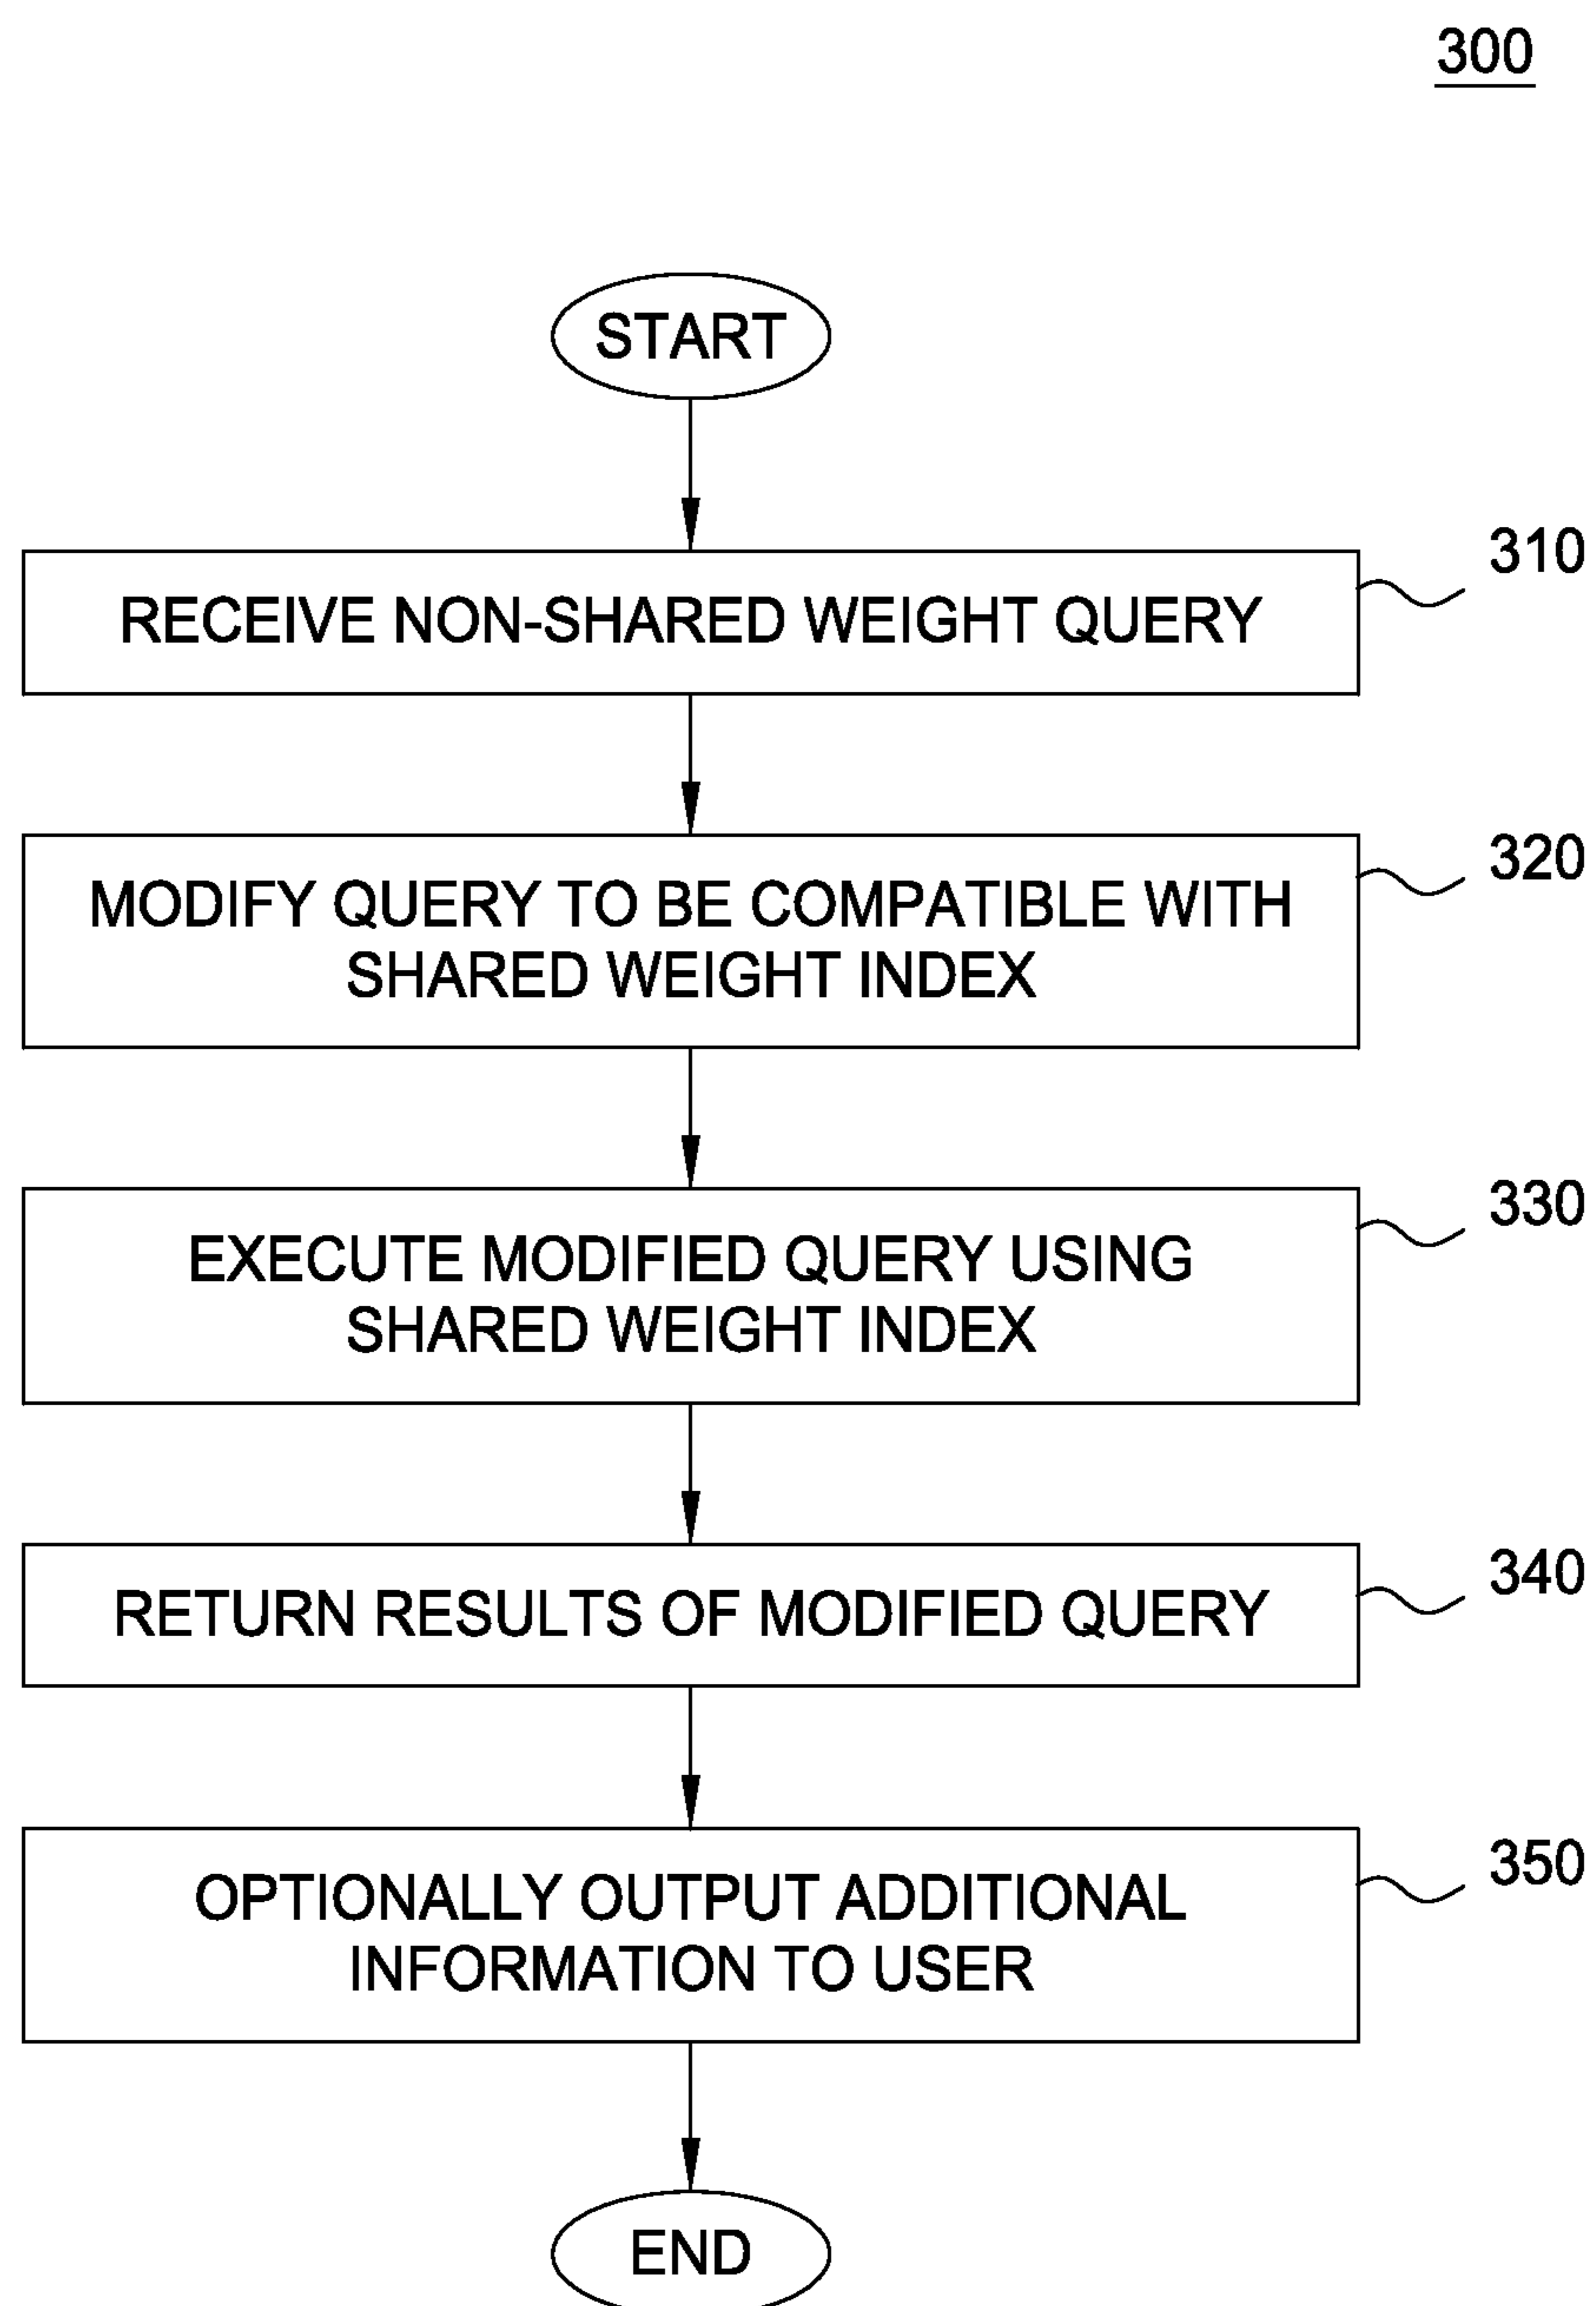 300
START
310
RECEIVE NON-SHARED WEIGHT QUERY
320
MODIFY QUERY TO BE COMPATIBLE WITH
SHARED WEIGHT INDEX
330
EXECUTE MODIFIED QUERY USING
SHARED WEIGHT INDEX
340
RETURN RESULTS OF MODIFIED QUERY
350
OPTIONALLY OUTPUT ADDITIONAL
INFORMATION TO USER
END